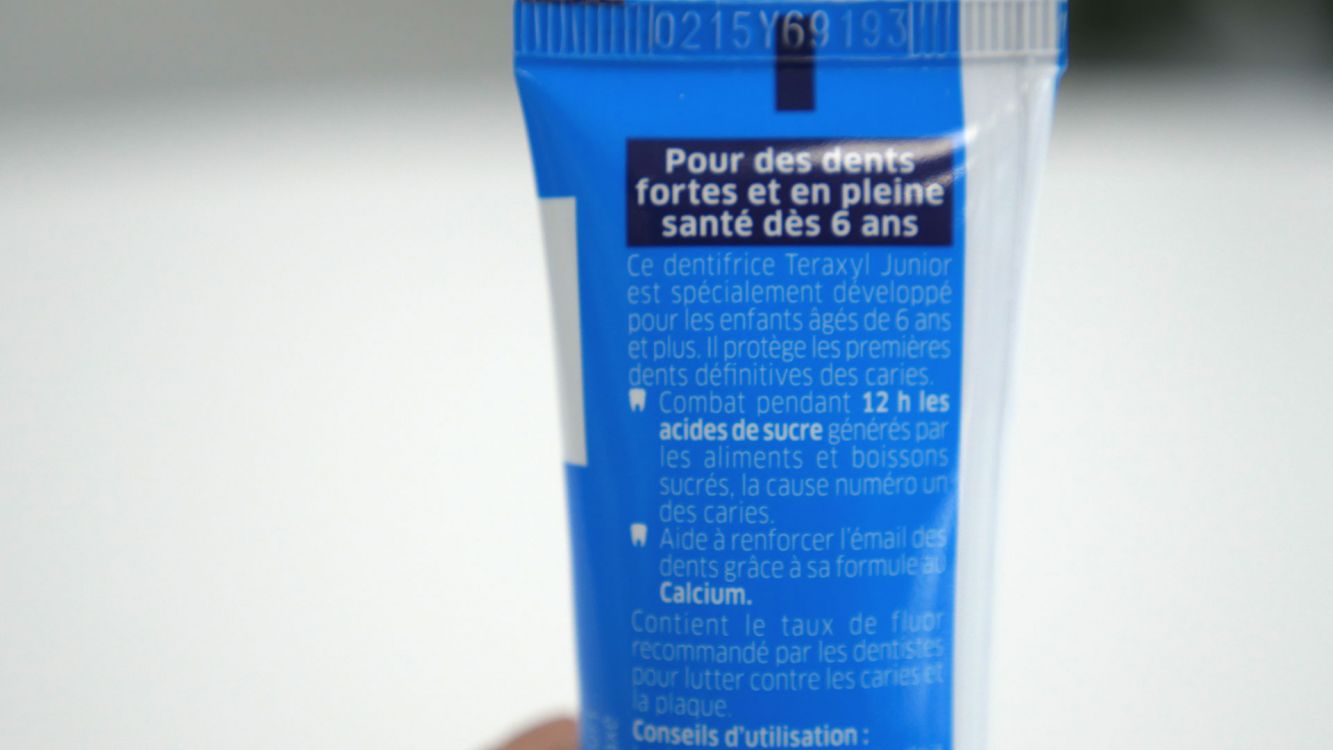 0215Y69193
Pour des dents
fortes et en pleine
santé dès 6 ans
Ce dentifrice Teraxyl Junior
est spécialement développé
pour les enfants âgés de 6 ans
et plus. Il protège les premières
dents définitives des caries.
Combat pendant 12 h les
acides de sucre générés par
les aliments et boissons
sucrés, la cause numéro un
des caries.
Aide à renforcer l'émail des
dents grâce à sa formule au
Calcium.
Contient le taux de fluor
recommandé par les dentistes
pour lutter contre les caries et
la plaque.
Conseils d'utilisation :